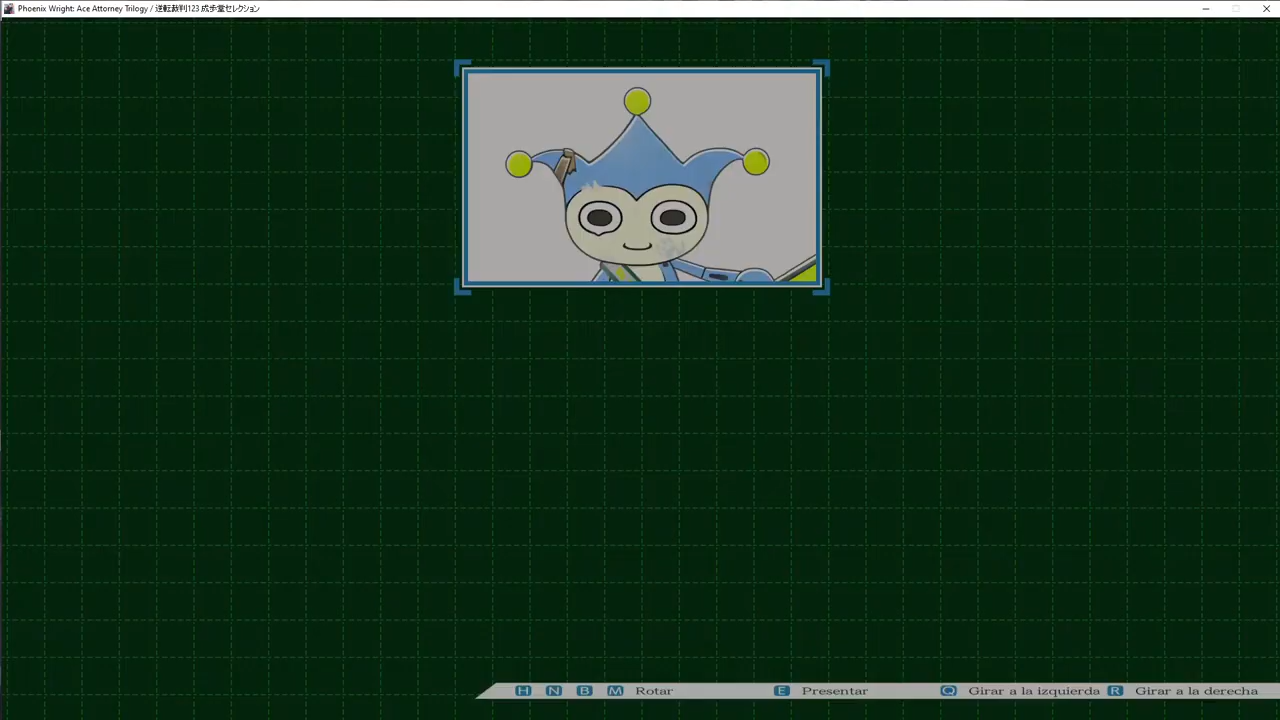 Phoenix Wright: Ace Attorney Trilogy / 逆転裁判123 成歩堂セレクション
H N B M Rotar E Presentar Q Girar a la izquierda R Girar a la derecha